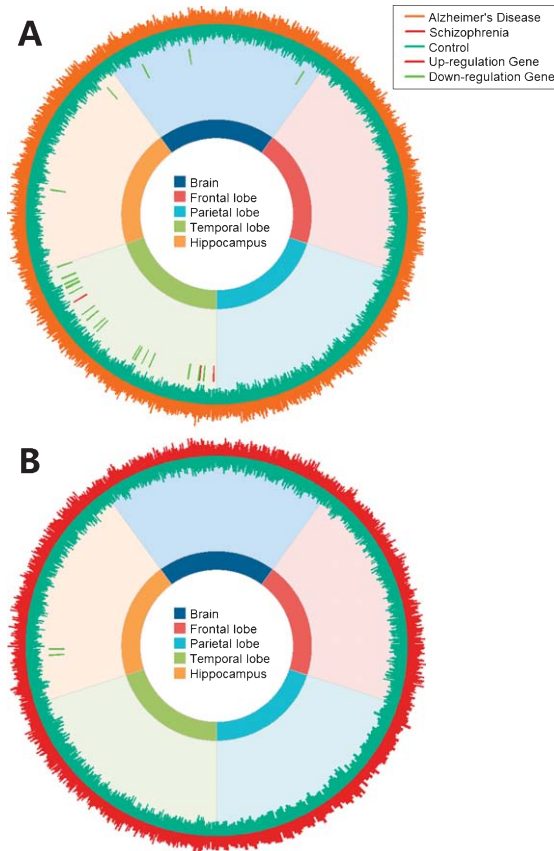 A
Alzheimer's Disease
Schizophrenia
Control
Up-regulation Gene
Down-regulation Gene
Brain
Frontal lobe
Parietal lobe
Temporal lobe
Hippocampus
B
Brain
Frontal lobe
Parietal lobe
Temporal lobe
Hippocampus